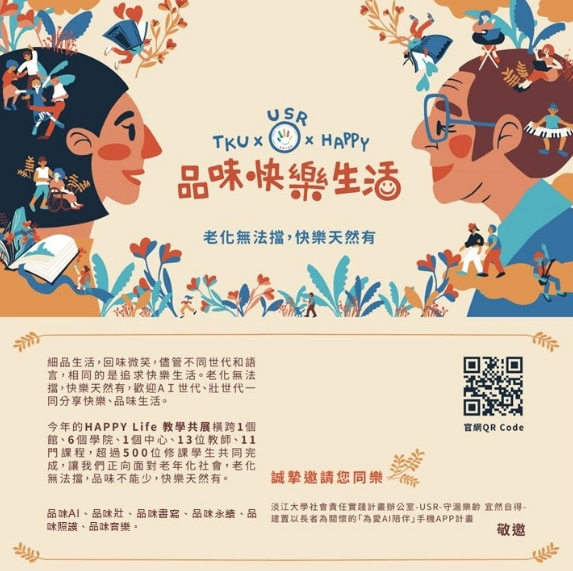 USR
TKU x x HAPPY
品味快樂生活
老化無法擋，快樂天然有
細品生活，回味微笑，儘管不同世代和語
言，相同的是追求快樂生活。老化無法
擋，快樂天然有，歡迎AI世代、壯世代一
同分享快樂、品味生活。
今年的HAPPY Life 教學共展橫跨1個
館、6個學院、1個中心、13位教師、11
門課程，超過500位修課學生共同完
成，讓我們正向面對老年化社會，老化
無法擋，品味不能少，快樂天然有。
品味AI、品味壯、品味書寫、品味永續、品
味照護、品味音樂。
官網QR Code
誠摯邀請您同樂
淡江大學社會責任實踐計畫辦公室-USR-守滬樂齡 宜然自得-
建置以長者為關懷的「為愛AI陪伴」手機APP計畫
敬邀